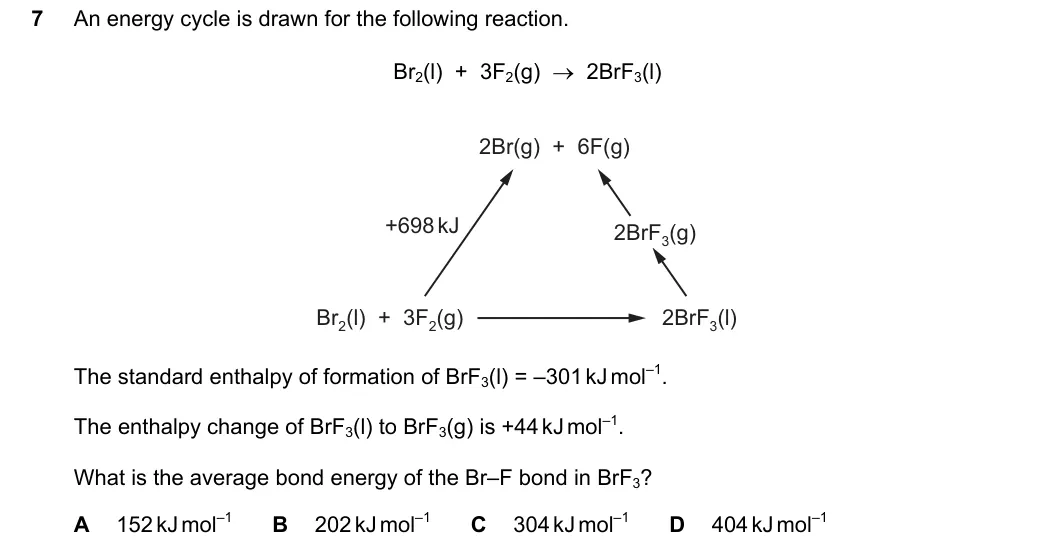 7 An energy cycle is drawn for the following reaction.
Br₂(l) + 3F₂(g) → 2BrF₃(l)
2Br(g) + 6F(g)
+698 kJ
2BrF₃(g)
Br₂(l) + 3F₂(g)
2BrF₃(l)
The standard enthalpy of formation of BrF₃(l) = –301 kJ mol⁻¹.
The enthalpy change of BrF₃(l) to BrF₃(g) is +44 kJ mol⁻¹.
What is the average bond energy of the Br–F bond in BrF₃?
A 152 kJ mol⁻¹ B 202 kJ mol⁻¹ C 304 kJ mol⁻¹ D 404 kJ mol⁻¹